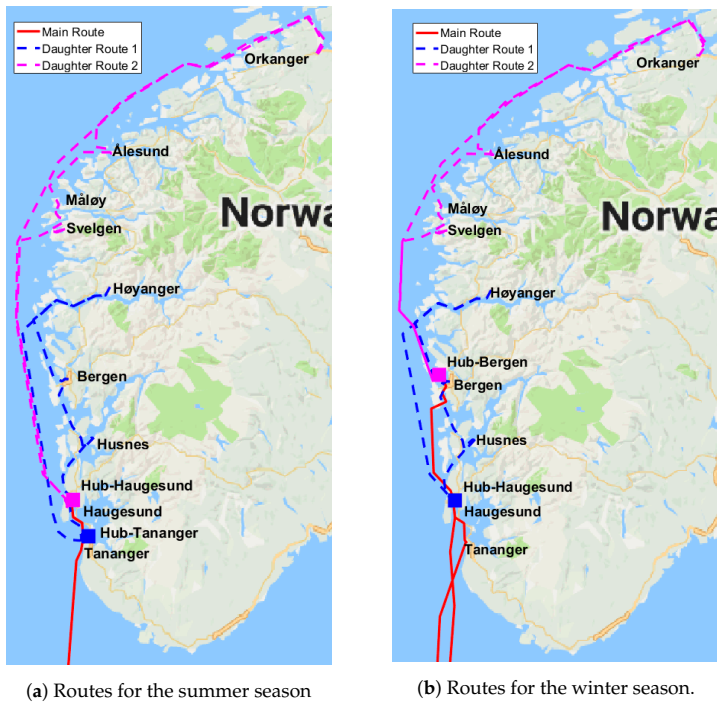 Main Route
Daughter Route 1
Daughter Route 2
Orkanger
Ålesund
Måløy
Svelgen
Norwa
Høyanger
Bergen
Husnes
Hub-Haugesund
Haugesund
Hub-Tananger
Tananger
(a) Routes for the summer season
Main Route
Daughter Route 1
Daughter Route 2
Orkanger
Ålesund
Måløy
Svelgen
Norwa
Høyanger
Hub-Bergen
Bergen
Husnes
Hub-Haugesund
Haugesund
Tananger
(b) Routes for the winter season.